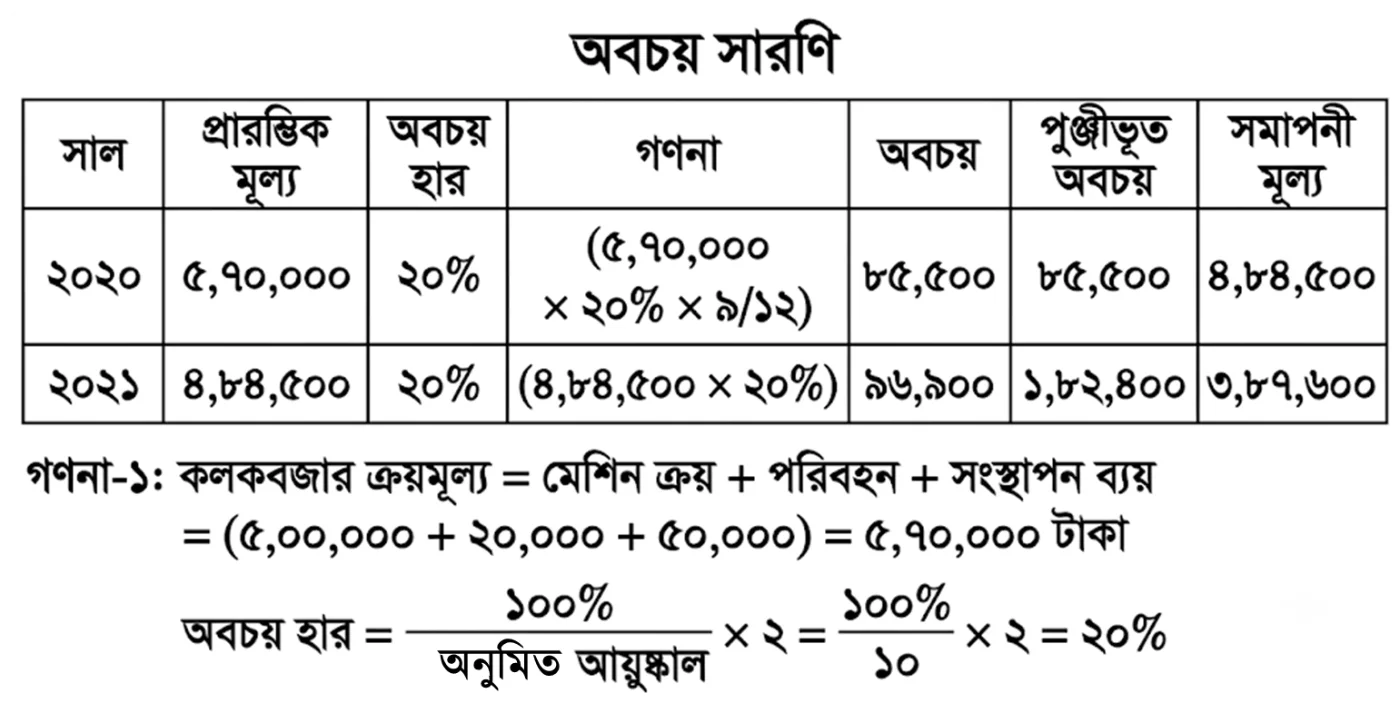 অবচয় সারণি
সাল প্রারম্ভিক মূল্য অবচয় হার গণনা অবচয় পুঞ্জীভূত অবচয় সমাপনী মূল্য
২০২০ ৫,৭০,০০০ ২০% (৫,৭০,০০০ × ২০% × ৯/১২) ৮৫,৫০০ ৮৫,৫০০ ৪,৮৪,৫০০
২০২১ ৪,৮৪,৫০০ ২০% (৪,৮৪,৫০০ × ২০%) ৯৬,৯০০ ১,৮২,৪০০ ৩,৮৭,৬০০
গণনা-১: কলকবজার ক্রয়মূল্য = মেশিন ক্রয় + পরিবহন + সংস্থাপন ব্যয়
= (৫,০০,০০০ + ২০,০০০ + ৫০,০০০) = ৫,৭০,০০০ টাকা
অবচয় হার = ১০০% / অনুমিত আয়ুষ্কাল × ২ = ১০০% / ১০ × ২ = ২০%